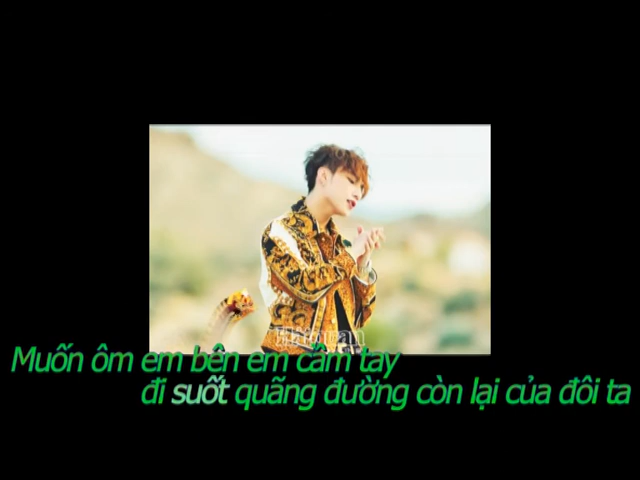 Muốn ôm em bên em cầm tay
đi suốt quãng đường còn lại của đôi ta